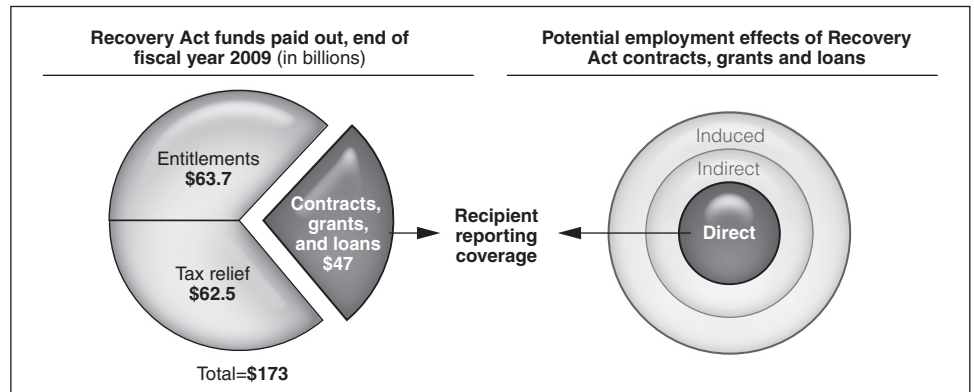 Recovery Act funds paid out, end of
fiscal year 2009 (in billions)
Potential employment effects of Recovery
Act contracts, grants and loans
Entitlements
$63.7
Contracts,
grants,
and loans
$47
Tax relief
$62.5
Total=$173
Recipient
reporting
coverage
Induced
Indirect
Direct